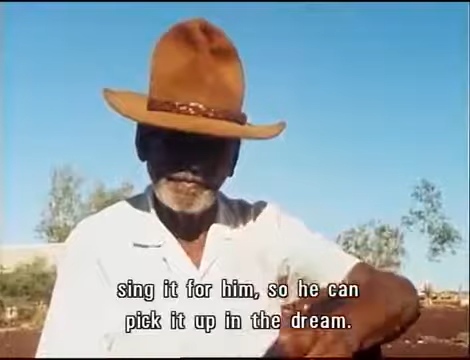 sing it for him, so he can
pick it up in the dream.